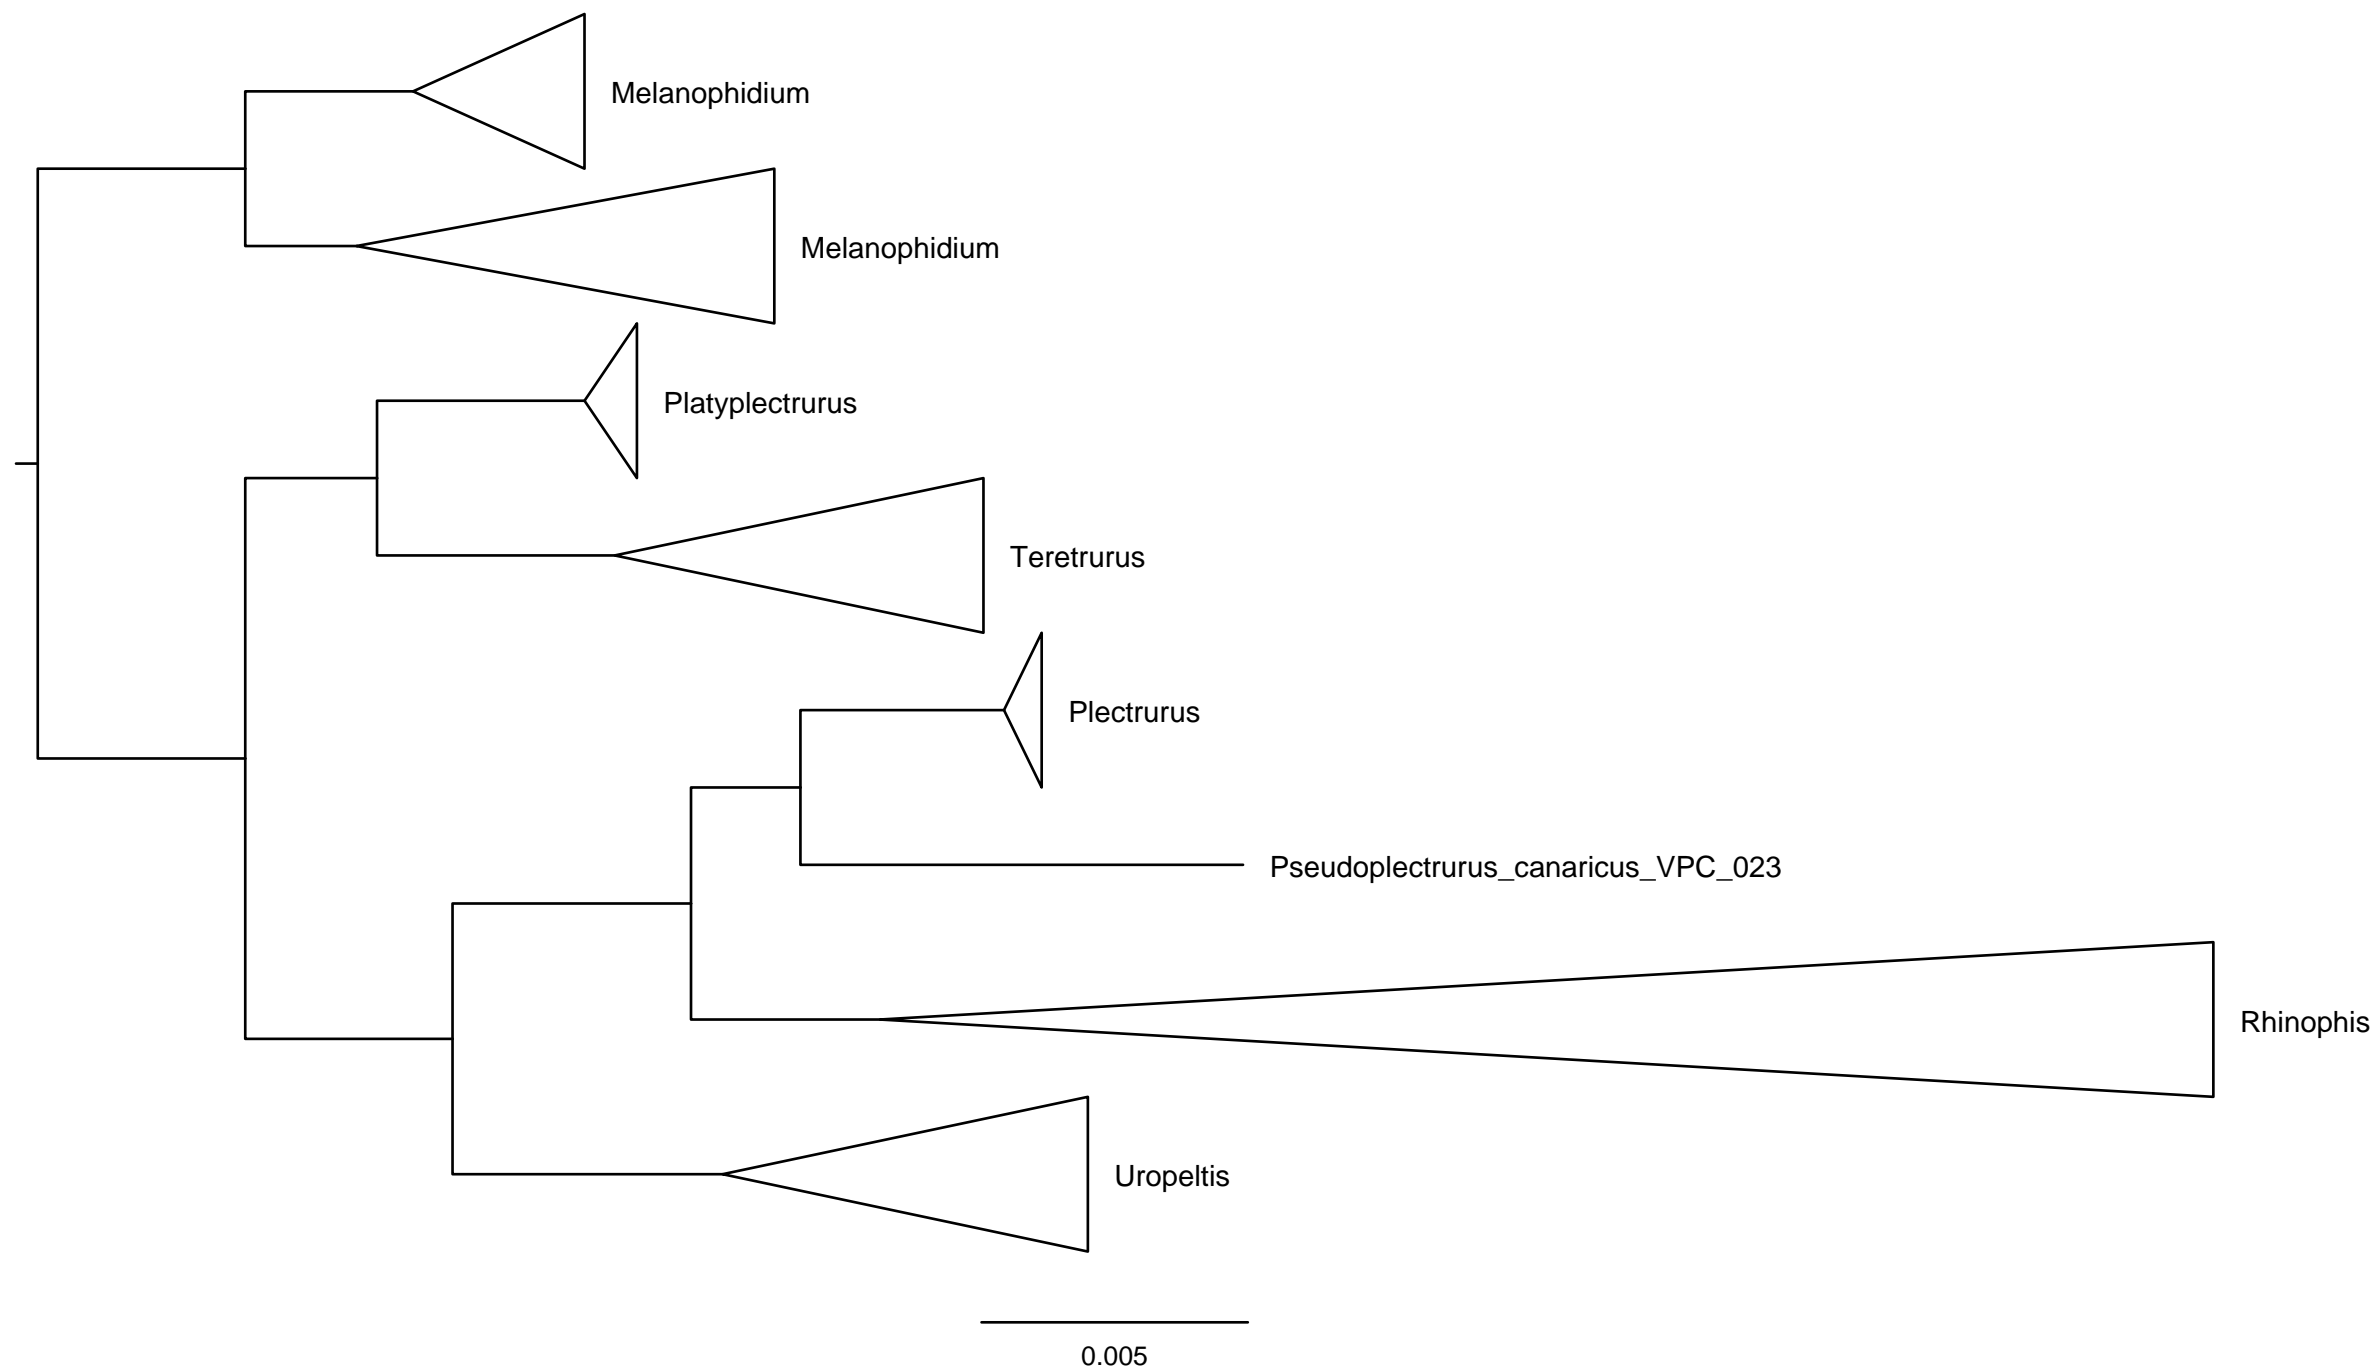 Melanophidium
Melanophidium
Platyplectrurus
Teretrurus
Plectrurus
Pseudoplectrurus_canaricus_VPC_023
Rhinophis
Uropeltis
0.005